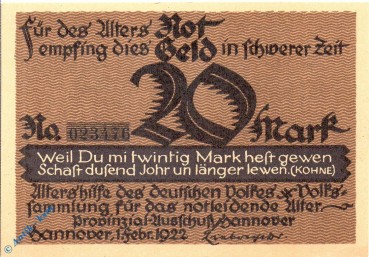 Für des Alters Not
empfing dies Geld in schwerer Zeit
20
No. 023476 Mark
Weil Du mi twintig Mark hest gewen
Schast dusend Johr un länger lewen. (KÖHNE)
Altershilfe des deutschen Volkes * Volks-
sammlung für das notleidende Alter
Provinzial-Ausschuß Hannover
Hannover, 1. Febr. 1922